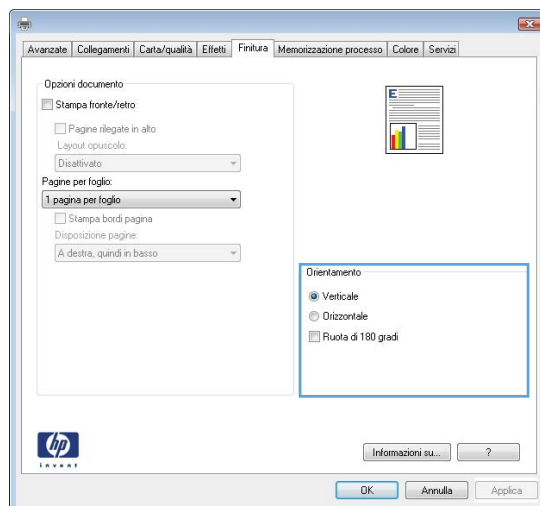 Avanzate Collegamenti Carta/qualità Effetti Finitura Memorizzazione processo Colore Servizi
Opzioni documento
Stampa fronte/retro
Pagine rilegate in alto
Layout opuscolo:
Disattivato
Pagine per foglio:
1 pagina per foglio
Stampa bordi pagina
Disposizione pagine:
A destra, quindi in basso
E
Orientamento
Verticale
Orizzontale
Ruota di 180 gradi
hp
invent
Informazioni su... ?
OK Annulla Applica